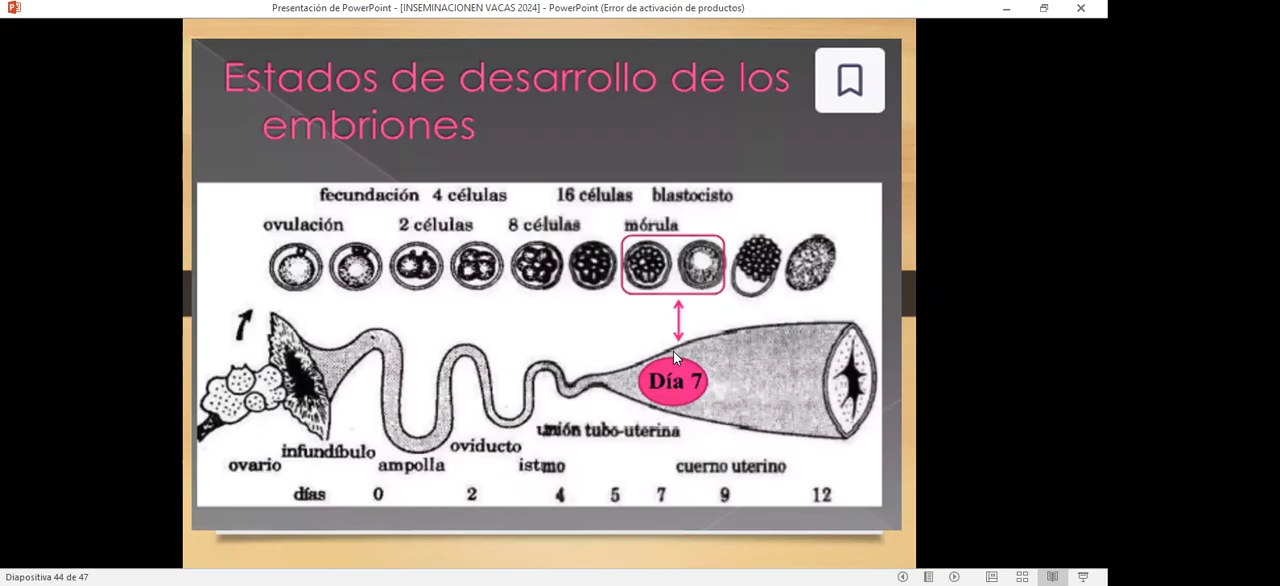 Presentación de PowerPoint - [INSEMINACIONEN VACAS 2024] - PowerPoint (Error de activación de productos)
Estados de desarrollo de los
embriones
fecundación 4 células 16 células blastocisto
ovulación 2 células 8 células mórula
Día 7
unión tubo-uterina
infundíbulo oviducto
ovario ampolla istmo cuerno uterino
días 0 2 4 5 7 9 12
Diapositiva 44 de 47